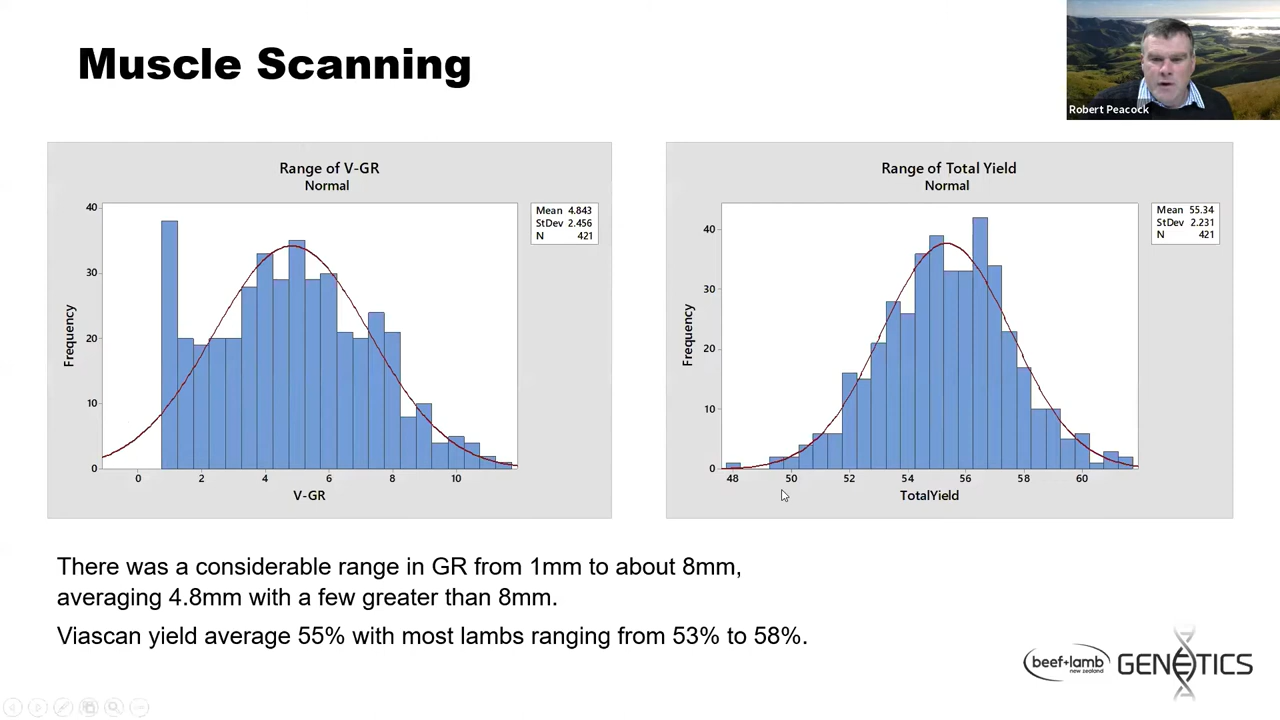 Muscle Scanning
Robert Peacock
Range of V-GR
Normal
40
30
20
10
0
Frequency
0 2 4 6 8 10
V-GR
Mean 4.843
StDev 2.456
N 421
Range of Total Yield
Normal
40
30
20
10
0
Frequency
48 50 52 54 56 58 60
TotalYield
Mean 55.34
StDev 2.231
N 421
There was a considerable range in GR from 1mm to about 8mm,
averaging 4.8mm with a few greater than 8mm.
Viascan yield average 55% with most lambs ranging from 53% to 58%.
beef+lamb
new zealand
GENETICS